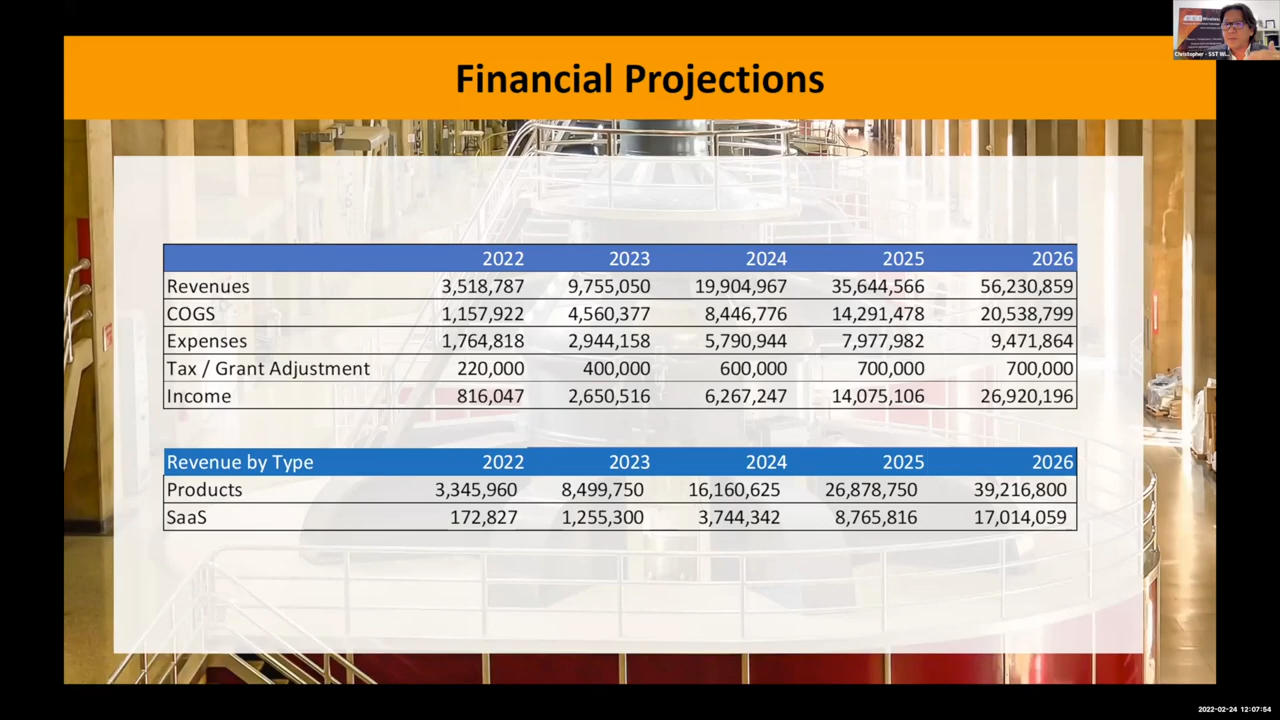 Financial Projections
Christopher - SST Wi...
2022 2023 2024 2025 2026
Revenues 3,518,787 9,755,050 19,904,967 35,644,566 56,230,859
COGS 1,157,922 4,560,377 8,446,776 14,291,478 20,538,799
Expenses 1,764,818 2,944,158 5,790,944 7,977,982 9,471,864
Tax / Grant Adjustment 220,000 400,000 600,000 700,000 700,000
Income 816,047 2,650,516 6,267,247 14,075,106 26,920,196
Revenue by Type 2022 2023 2024 2025 2026
Products 3,345,960 8,499,750 16,160,625 26,878,750 39,216,800
SaaS 172,827 1,255,300 3,744,342 8,765,816 17,014,059
2022-02-24 12:07:54